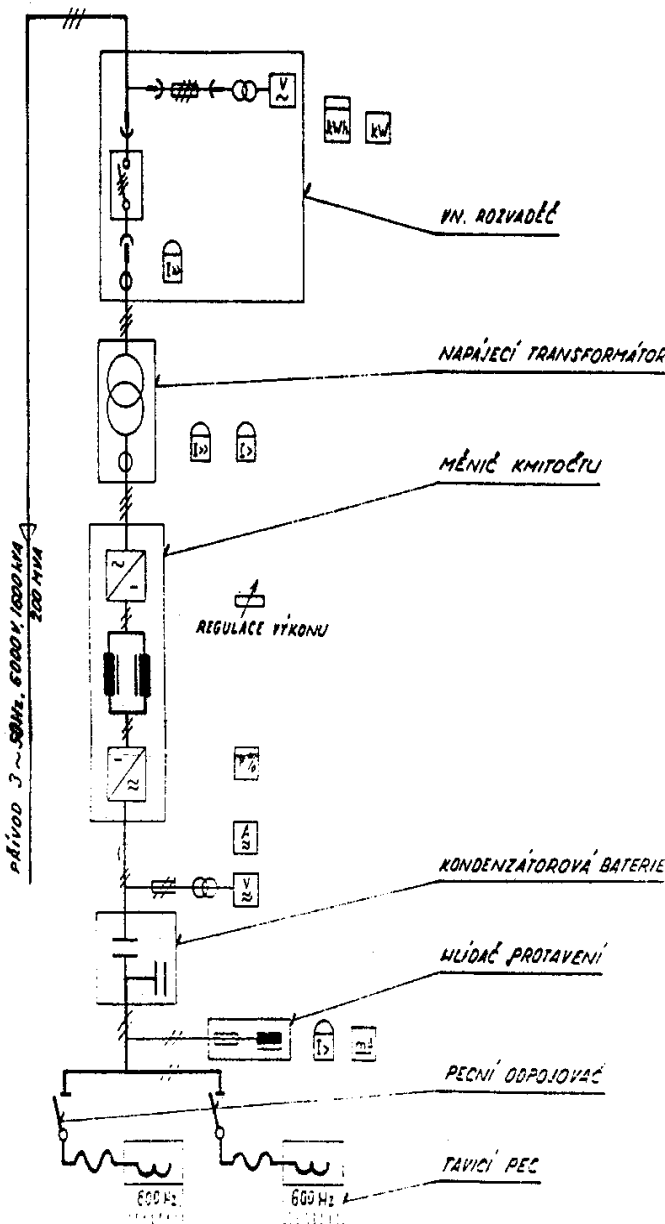 V
≈
kWh
kW
VN. ROZVADĚČ
I»
NAPÁJECÍ TRANSFORMÁTOR
I»
I>
MĚNIČ KMITOČTU
PŘÍVOD 3 ~ 50Hz, 6000V, 1600 kVA
200 MVA
REGULACE VÝKONU
A
≈
V
≈
KONDENZÁTOROVÁ BATERIE
HLÍDAČ PROTAVENÍ
I>
PECNÍ ODPOJOVAČ
TAVICÍ PEC
600 Hz
600 Hz